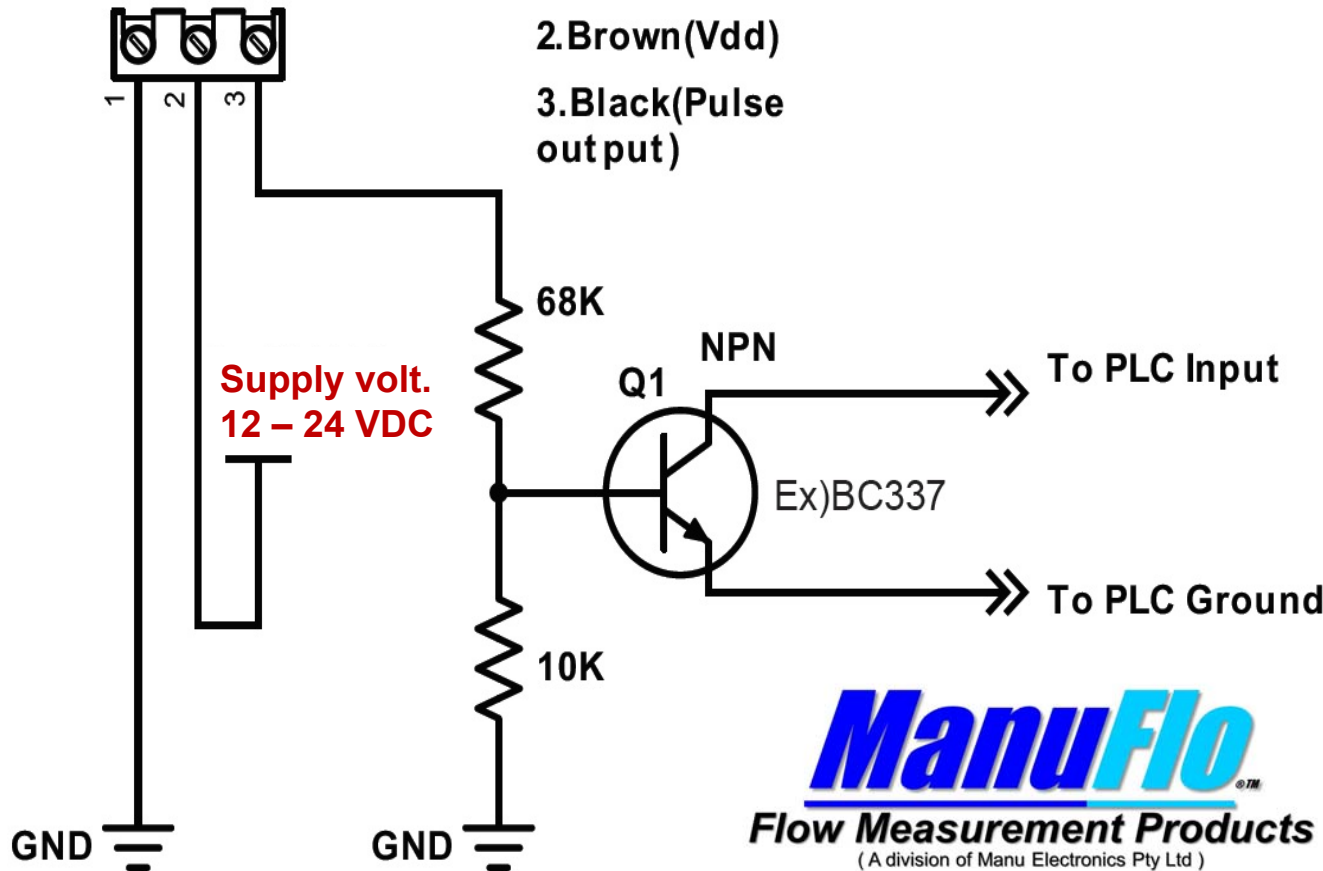 2.Brown(Vdd)
3.Black(Pulse
output)
1
2
3
68K
Supply volt.
12 – 24 VDC
NPN
Q1
To PLC Input
Ex)BC337
To PLC Ground
10K
GND
GND
ManuFlo ®™
Flow Measurement Products
( A division of Manu Electronics Pty Ltd )